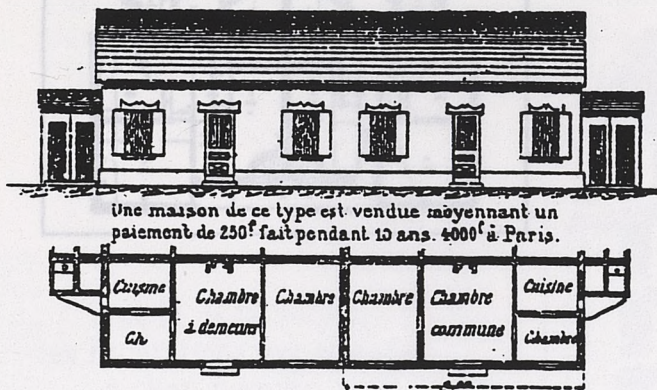 Une maison de ce type est vendue moyennant un
paiement de 250f fait pendant 10 ans. 4000f à Paris.
Cuisine
Chambre
à demeurer
Chambre
Chambre
Chambre
commune
Cuisine
Ch
Chambre